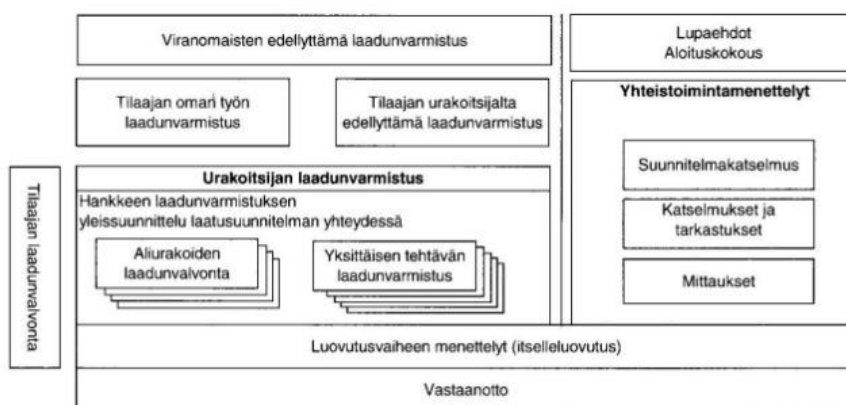 Viranomaisten edellyttämä laadunvarmistus
Lupaehdot
Aloituskokous
Tilaajan oman työn
laadunvarmistus
Tilaajan urakoitsijalta
edellyttämä laadunvarmistus
Yhteistoimintamenettelyt
Suunnitelmakatselmus
Katselmukset ja
tarkastukset
Mittaukset
Tilaajan laadunvalvonta
Urakoitsijan laadunvarmistus
Hankkeen laadunvarmistuksen
yleissuunnittelu laatusuunnitelman yhteydessä
Aliurakoiden
laadunvalvonta
Yksittäisen tehtävän
laadunvarmistus
Luovutusvaiheen menettelyt (itselleluovutus)
Vastaanotto